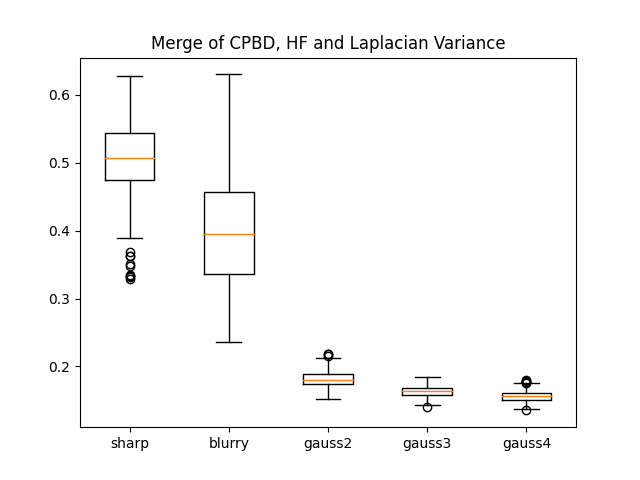 Merge of CPBD, HF and Laplacian Variance
0.6
0.5
0.4
0.3
0.2
sharp blurry gauss2 gauss3 gauss4